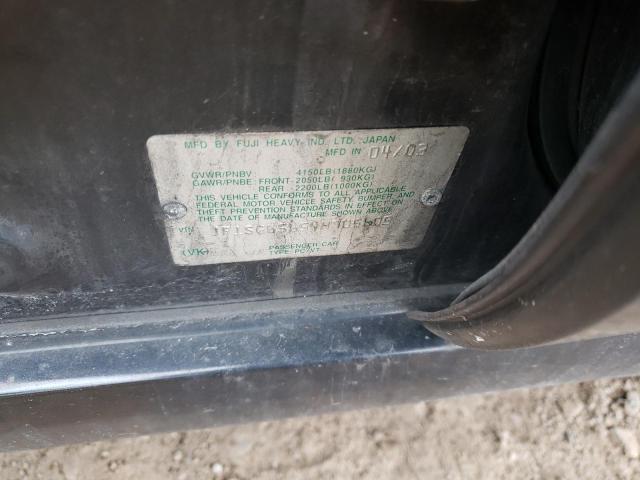 MFD BY FUJI HEAVY IND. LTD. JAPAN
MFD IN 04/03
GVWR/PNBV 4150LB(1880KG)
GAWR/PNBE FRONT-2050LB( 930KG)
REAR -2200LB(1000KG)
THIS VEHICLE CONFORMS TO ALL APPLICABLE
FEDERAL MOTOR VEHICLE SAFETY, BUMPER, AND
THEFT PREVENTION STANDARDS IN EFFECT ON
THE DATE OF MANUFACTURE SHOWN ABOVE.
VIN
PASSENGER CAR
(VK) TYPE:PC/VT